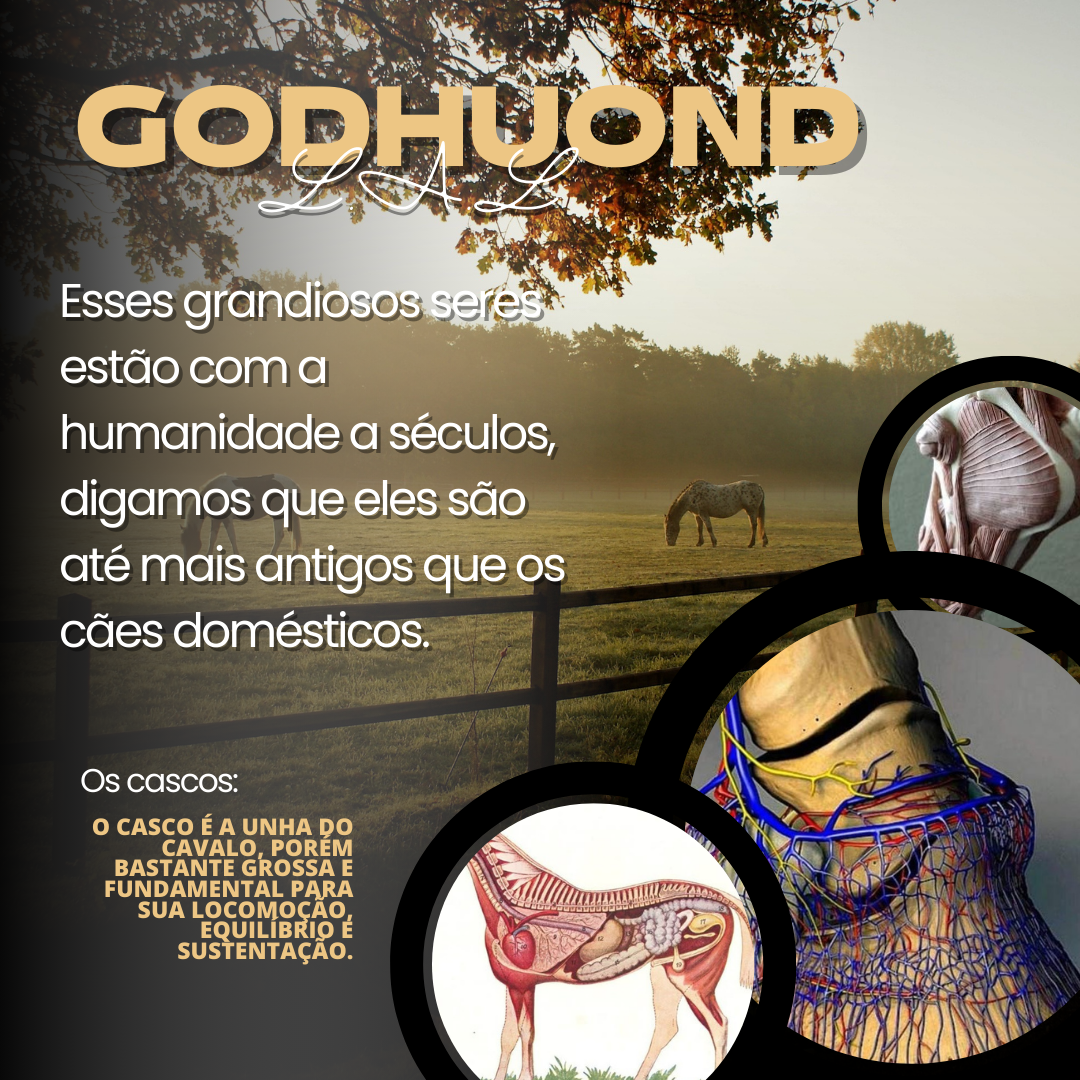 GODHUOND
LAL
Esses grandiosos seres
estão com a
humanidade a séculos,
digamos que eles são
até mais antigos que os
cães domésticos.
Os cascos:
O CASCO É A UNHA DO
CAVALO, PORÉM
BASTANTE GROSSA E
FUNDAMENTAL PARA
SUA LOCOMOÇÃO,
EQUILÍBRIO E
SUSTENTAÇÃO.